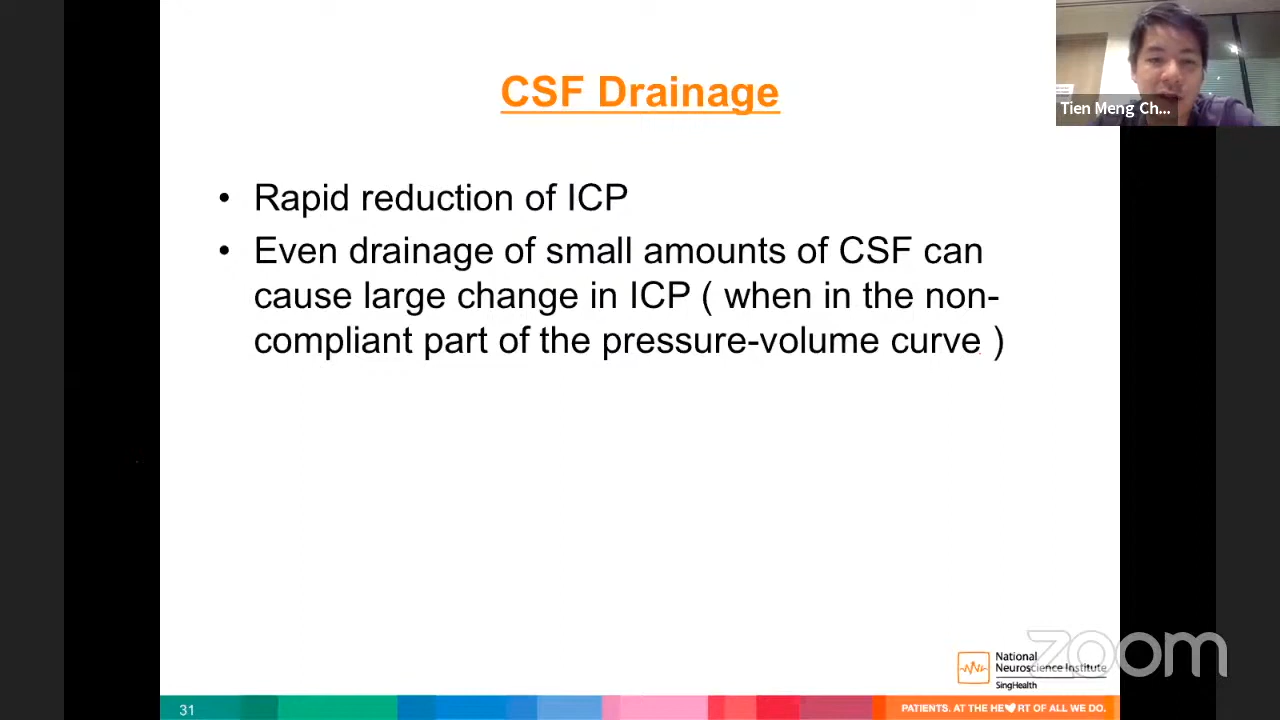 CSF Drainage
Tien Meng Ch...
• Rapid reduction of ICP
• Even drainage of small amounts of CSF can
cause large change in ICP ( when in the non-
compliant part of the pressure-volume curve )
National
Neuroscience Institute
SingHealth
zoom
31
PATIENTS. AT THE HE♥RT OF ALL WE DO.